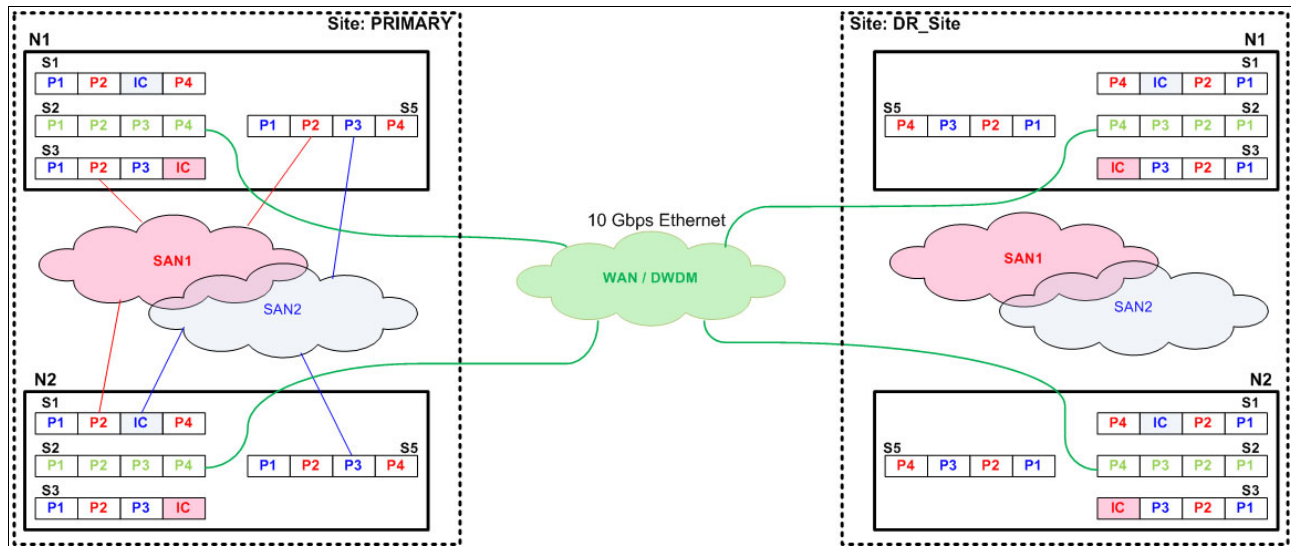 Site: PRIMARY
N1
S1
P1 P2 IC P4
S2
P1 P2 P3 P4
S5
P1 P2 P3 P4
S3
P1 P2 P3 IC
SAN1
SAN2
N2
S1
P1 P2 IC P4
S2
P1 P2 P3 P4
S5
P1 P2 P3 P4
S3
P1 P2 P3 IC
10 Gbps Ethernet
WAN / DWDM
Site: DR_Site
N1
S1
P4 IC P2 P1
S5
P4 P3 P2 P1
S2
P4 P3 P2 P1
S3
IC P3 P2 P1
SAN1
SAN2
N2
S1
P4 IC P2 P1
S5
P4 P3 P2 P1
S2
P4 P3 P2 P1
S3
IC P3 P2 P1